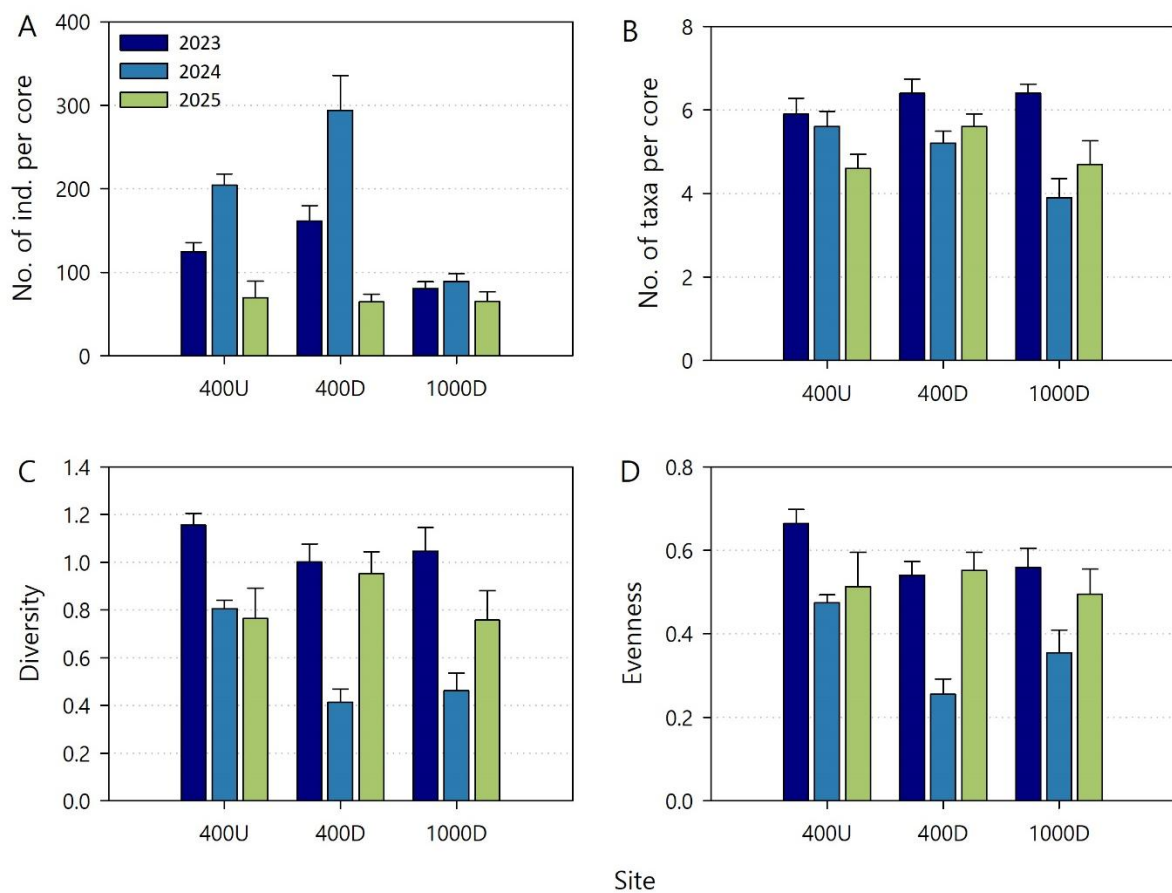 A
No. of ind. per core
400
300
200
100
0
2023
2024
2025
400U
400D
1000D
B
No. of taxa per core
8
6
4
2
0
400U
400D
1000D
C
Diversity
1.4
1.2
1.0
0.8
0.6
0.4
0.2
0.0
400U
400D
1000D
D
Evenness
0.8
0.6
0.4
0.2
0.0
400U
400D
1000D
Site